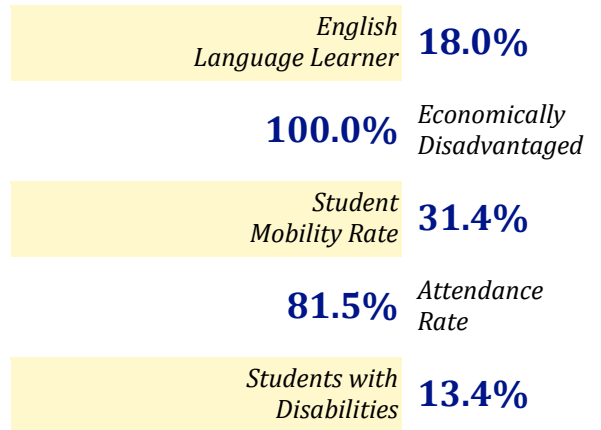 English
Language Learner 18.0%
100.0% Economically
Disadvantaged
Student
Mobility Rate 31.4%
81.5% Attendance
Rate
Students with
Disabilities 13.4%